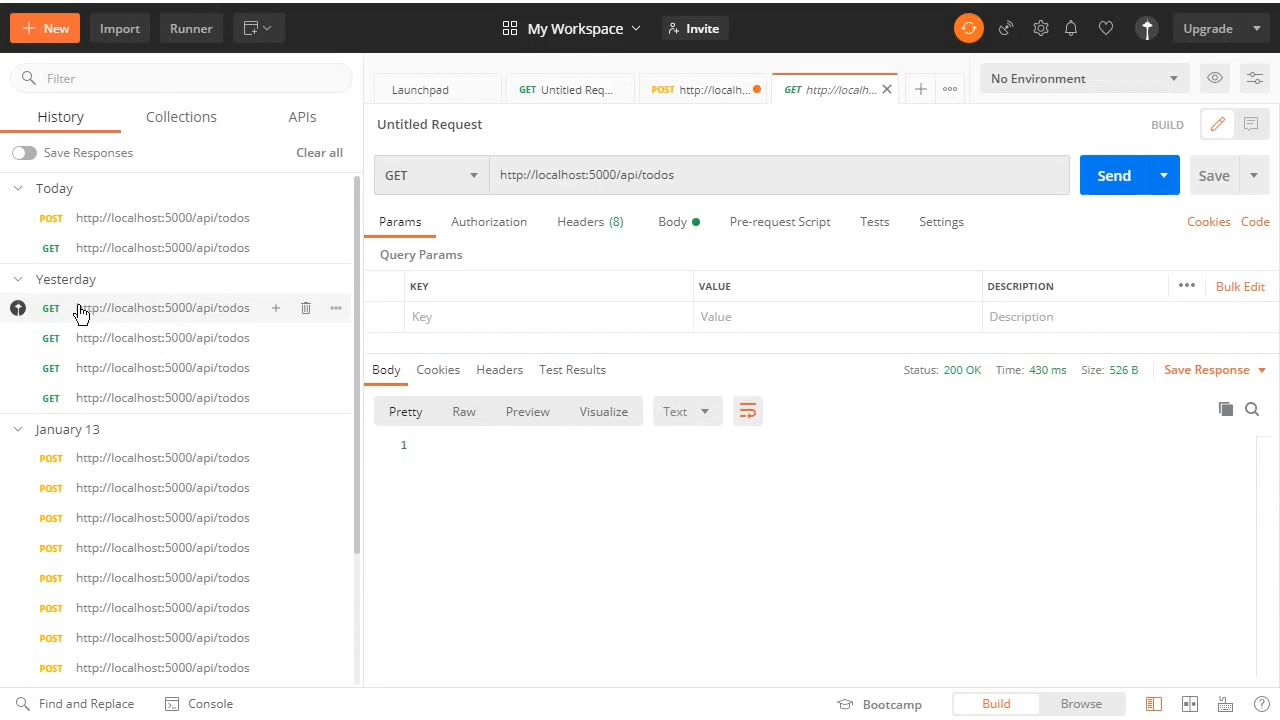 New
Import
Runner
My Workspace
Invite
Upgrade
Filter
History
Collections
APIs
Save Responses
Clear all
Today
POST http://localhost:5000/api/todos
GET http://localhost:5000/api/todos
Yesterday
GET http://localhost:5000/api/todos
GET http://localhost:5000/api/todos
GET http://localhost:5000/api/todos
GET http://localhost:5000/api/todos
January 13
POST http://localhost:5000/api/todos
POST http://localhost:5000/api/todos
POST http://localhost:5000/api/todos
POST http://localhost:5000/api/todos
POST http://localhost:5000/api/todos
POST http://localhost:5000/api/todos
POST http://localhost:5000/api/todos
POST http://localhost:5000/api/todos
Launchpad
GET Untitled Req...
POST http://localh...
GET http://localh...
No Environment
Untitled Request
BUILD
GET
http://localhost:5000/api/todos
Send
Save
Params
Authorization
Headers (8)
Body
Pre-request Script
Tests
Settings
Cookies
Code
Query Params
KEY
VALUE
DESCRIPTION
Bulk Edit
Key
Value
Description
Body
Cookies
Headers
Test Results
Status: 200 OK
Time: 430 ms
Size: 526 B
Save Response
Pretty
Raw
Preview
Visualize
Text
1
Find and Replace
Console
Bootcamp
Build
Browse